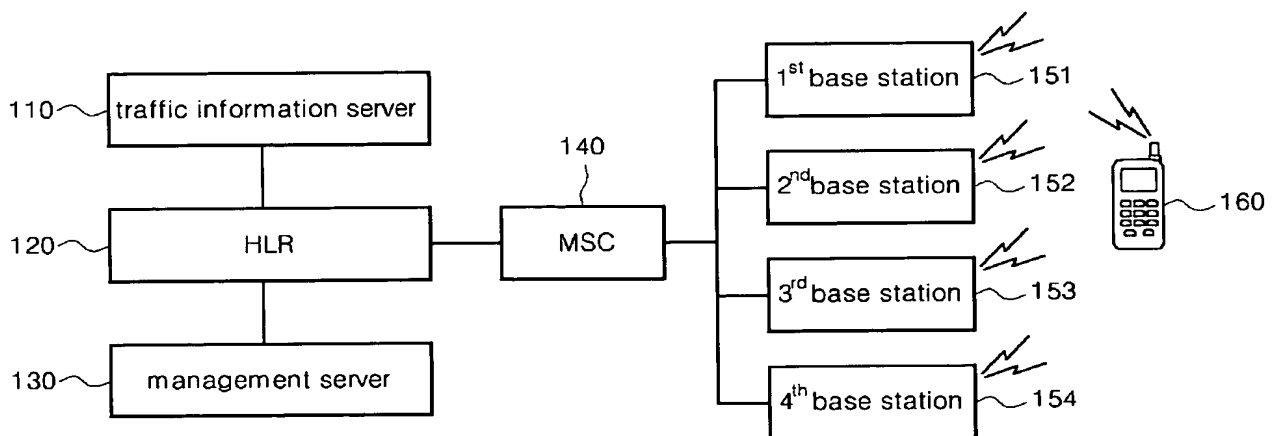 1st base station 151
110 traffic information server
140
2nd base station 152
160
120 HLR
MSC
3rd base station 153
130 management server
4th base station 154